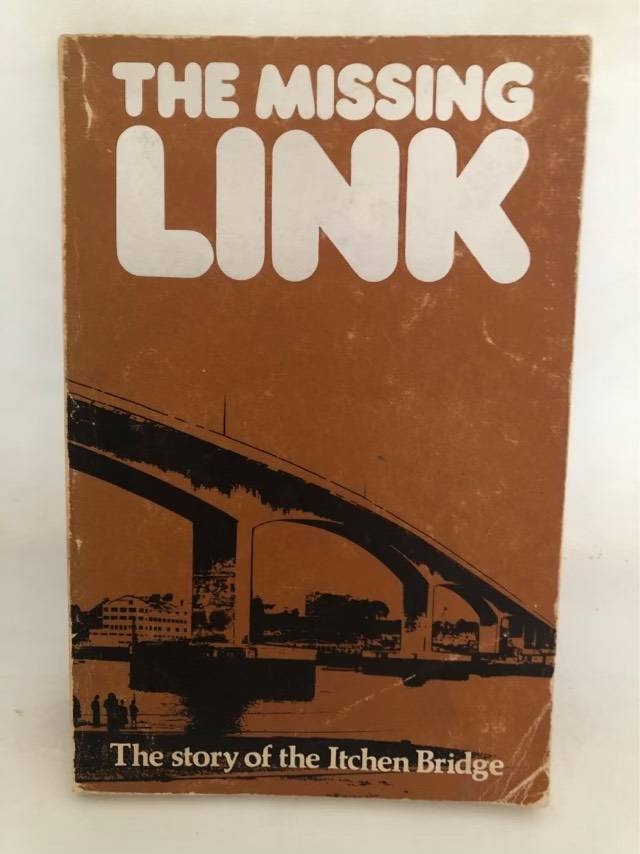 THE MISSING
LINK
The story of the Itchen Bridge